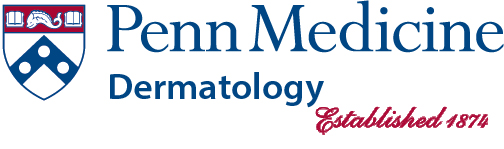 Penn Medicine
Dermatology
Established 1874